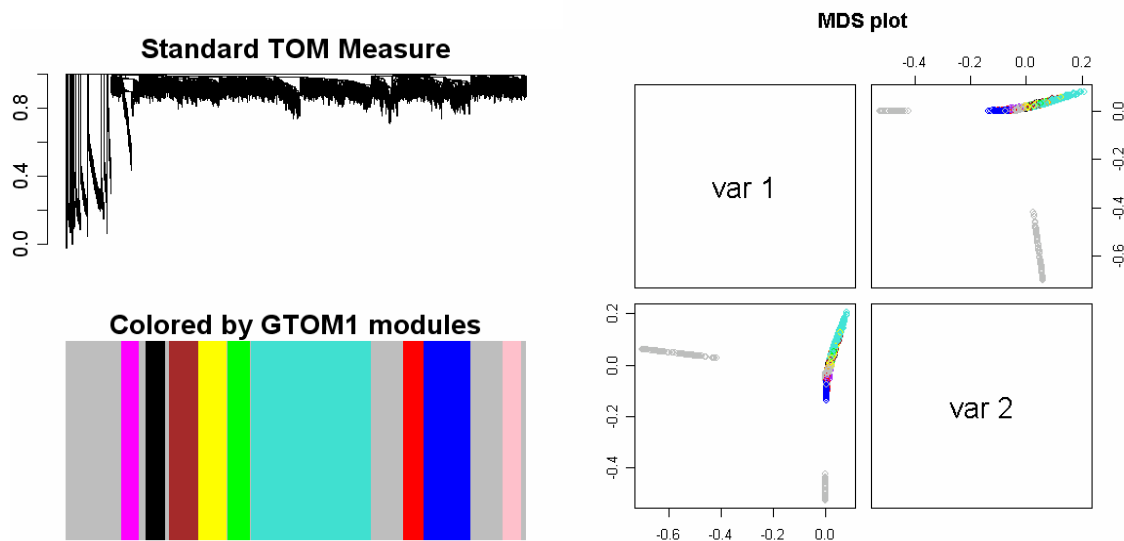 Standard TOM Measure
0.0 0.4 0.8
Colored by GTOM1 modules
MDS plot
-0.4 -0.2 0.0 0.2
var 1
0.0
-0.2
-0.4
-0.6
0.2
0.0
-0.2
-0.4
var 2
-0.6 -0.4 -0.2 0.0